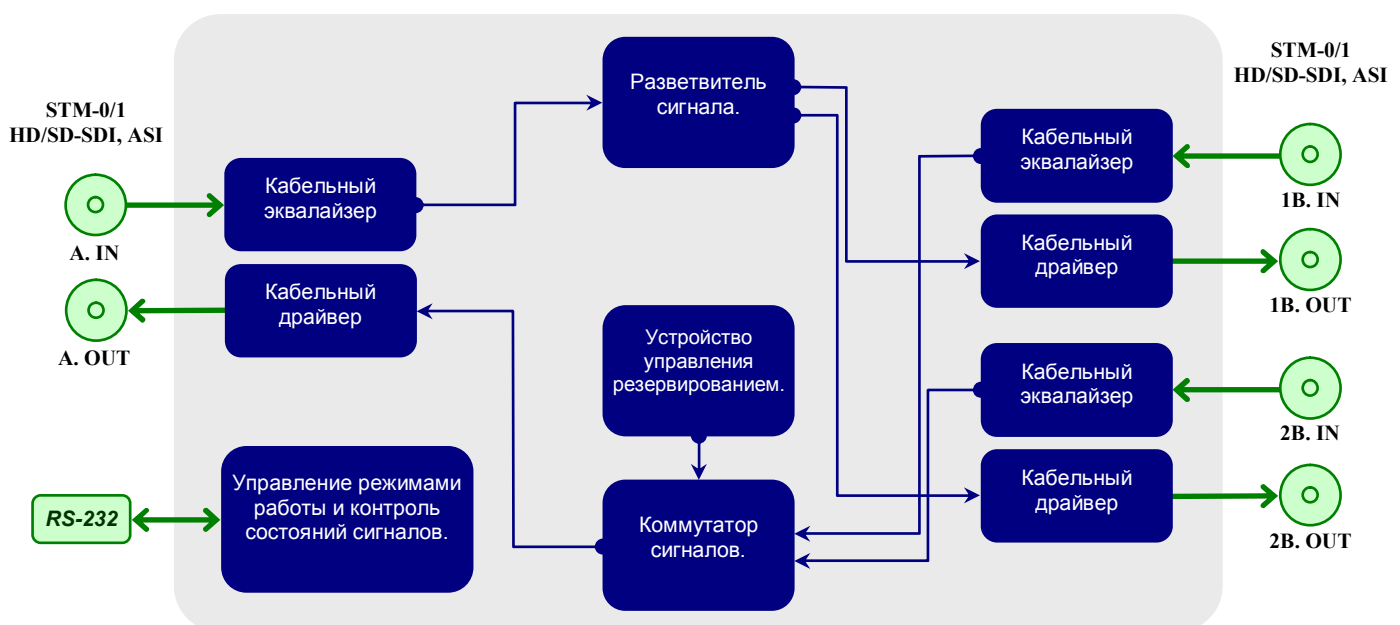 STM-0/1
HD/SD-SDI, ASI
A. IN
A. OUT
RS-232
Кабельный
эквалайзер
Кабельный
драйвер
Управление режимами
работы и контроль
состояний сигналов.
Разветвитель
сигнала.
Устройство
управления
резервированием.
Коммутатор
сигналов.
Кабельный
эквалайзер
Кабельный
драйвер
Кабельный
эквалайзер
Кабельный
драйвер
STM-0/1
HD/SD-SDI, ASI
1B. IN
1B. OUT
2B. IN
2B. OUT